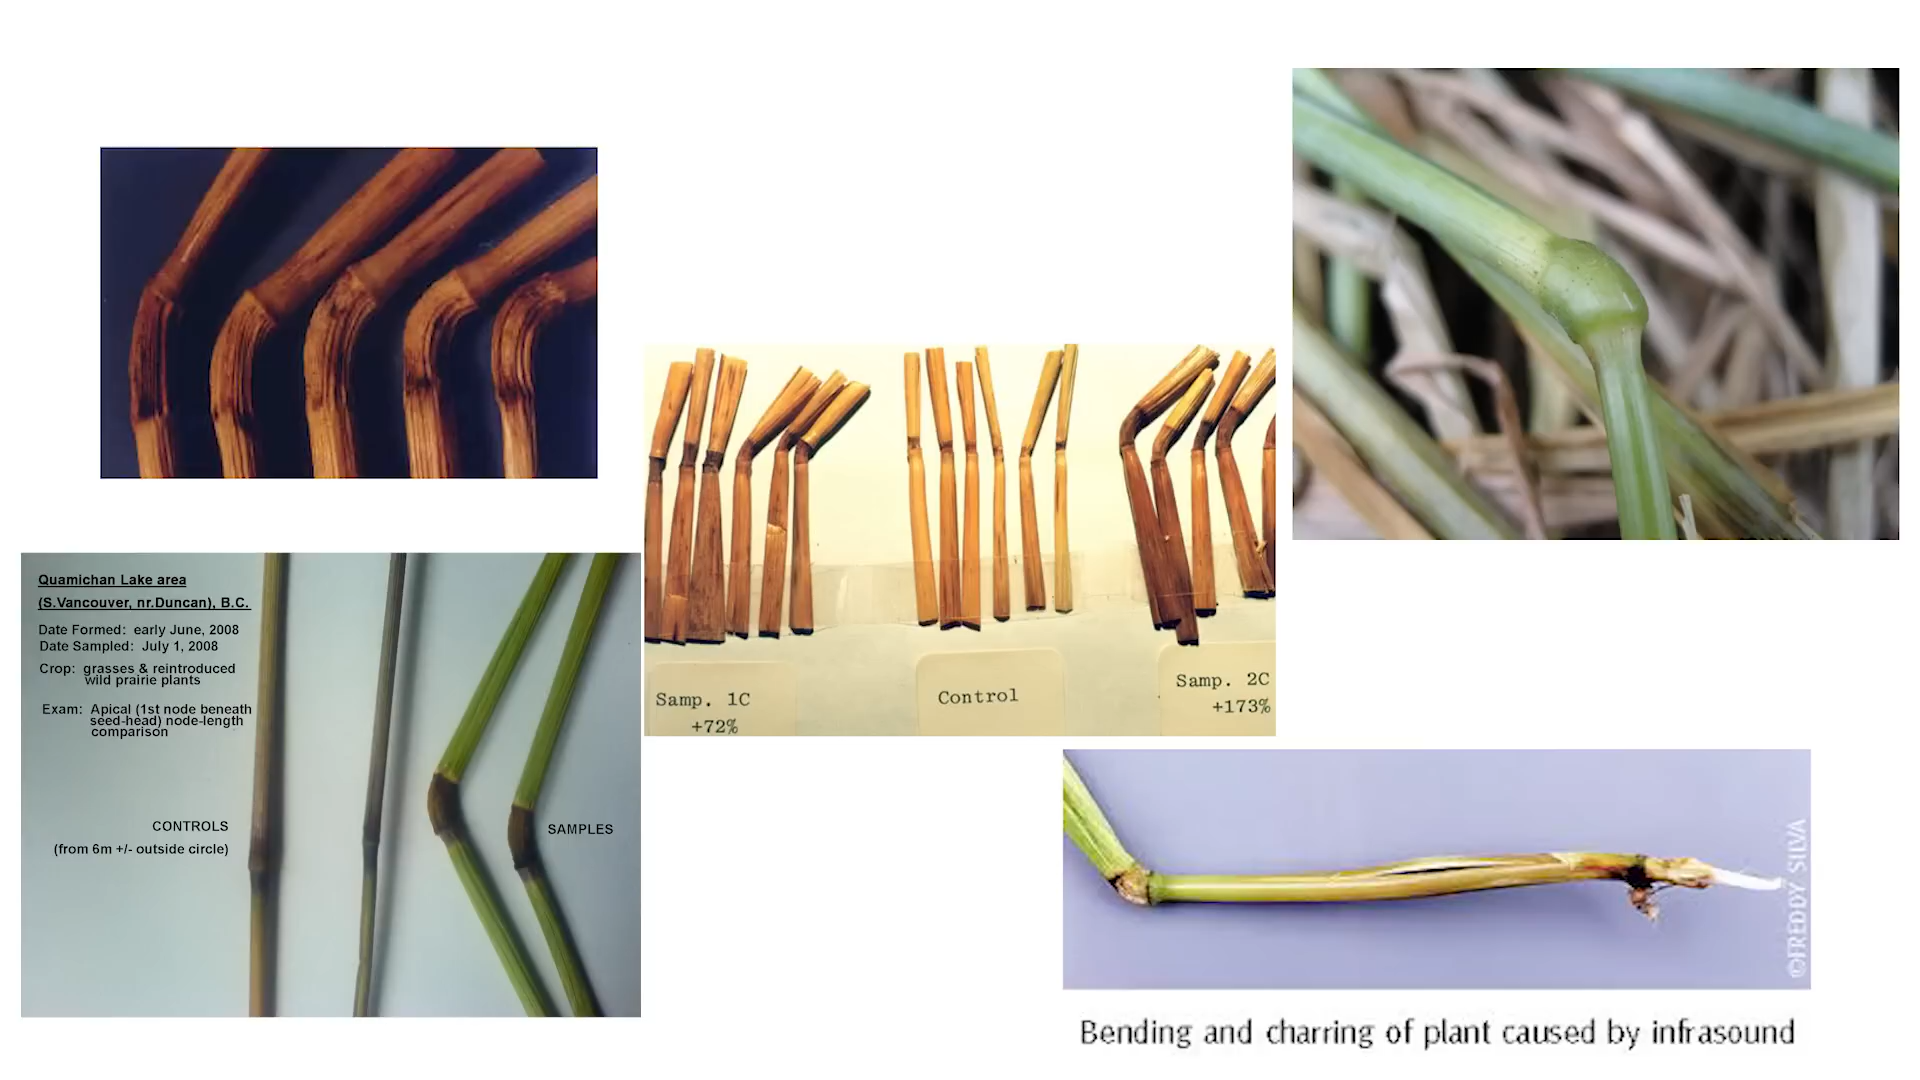 Quamichan Lake area
(S.Vancouver, nr.Duncan), B.C.
Date Formed: early June, 2008
Date Sampled: July 1, 2008
Crop: grasses & reintroduced
wild prairie plants
Exam: Apical (1st node beneath
seed-head) node-length
comparison
CONTROLS
(from 6m +/- outside circle)
SAMPLES
Samp. 1C
+72%
Control
Samp. 2C
+173%
©FREDDY SILVA
Bending and charring of plant caused by infrasound